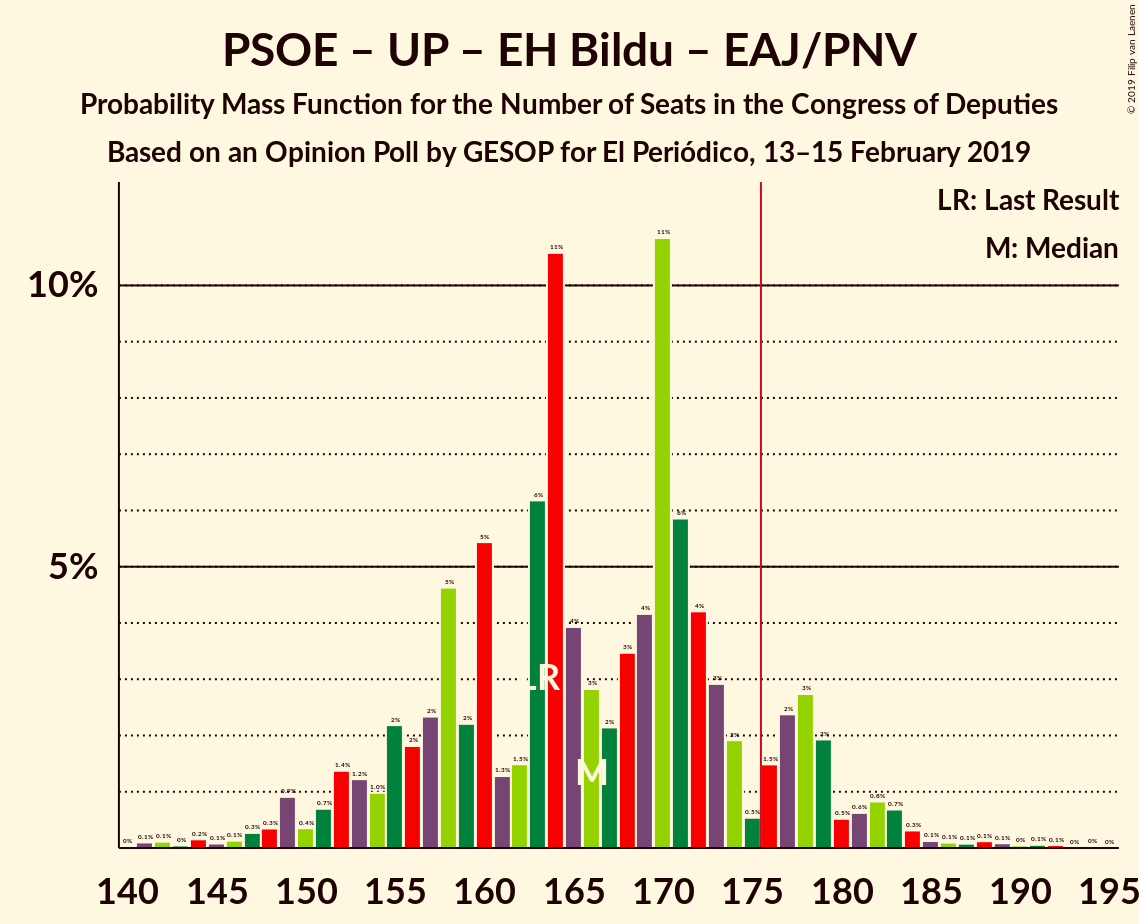 PSOE – UP – EH Bildu – EAJ/PNV
Probability Mass Function for the Number of Seats in the Congress of Deputies
Based on an Opinion Poll by GESOP for El Periódico, 13–15 February 2019
© 2019 Filip van Laenen
LR: Last Result
M: Median
10%
5%
0% 0.1% 0.1% 0% 0.2% 0.1% 0.1% 0.3% 0.3% 0.9% 0.4% 0.7% 1.4% 1.2% 1.0% 2% 2% 2% 5% 2% 5% 1.3% 1.5% 6% 11% 4% 3% 2% 3% 4% 11% 6% 4% 3% 2% 0.5% 1.5% 2% 3% 2% 0.5% 0.6% 0.8% 0.7% 0.3% 0.1% 0.1% 0.1% 0.1% 0.1% 0% 0.1% 0.1% 0% 0% 0%
LR
M
140 145 150 155 160 165 170 175 180 185 190 195